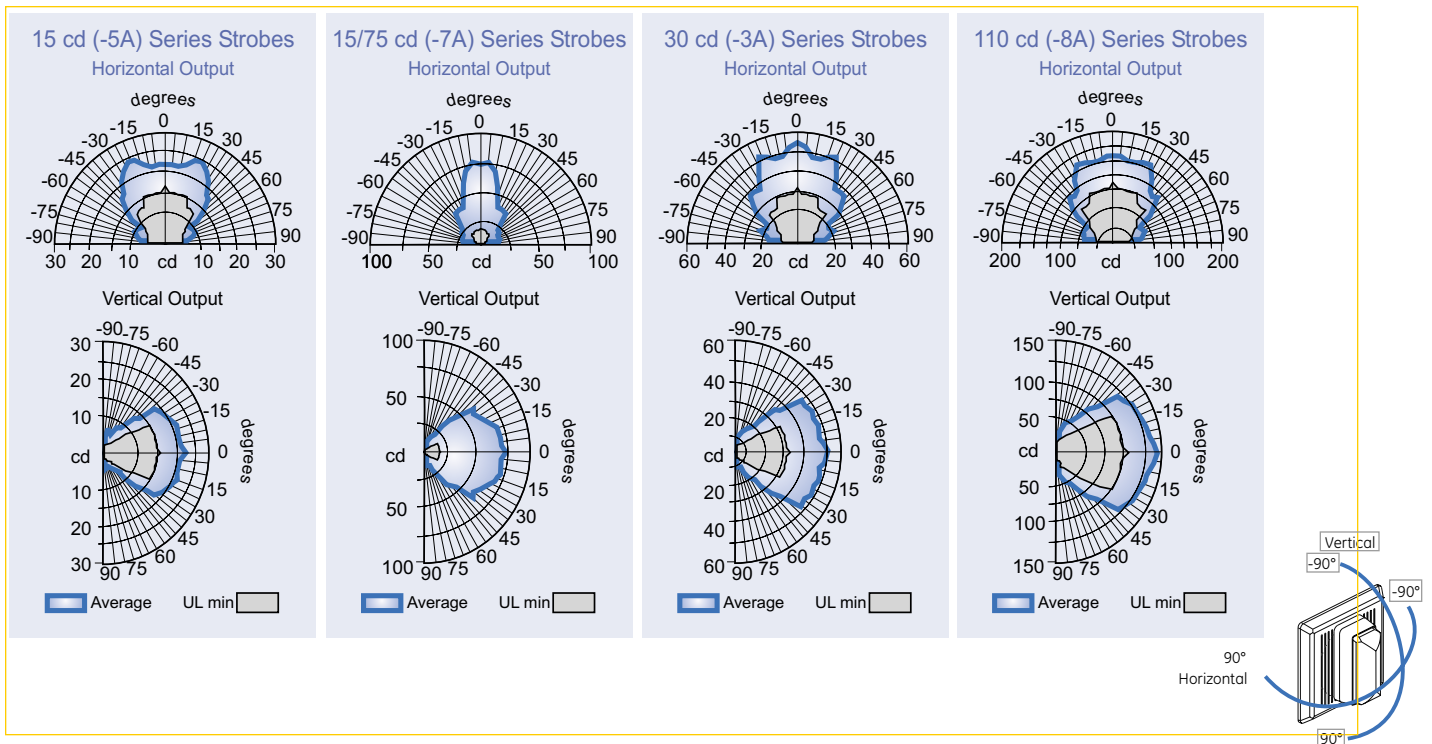 15 cd (-5A) Series Strobes
Horizontal Output
degrees
0
-15 15
-30 30
-45 45
-60 60
-75 75
-90 90
30 20 10 cd 10 20 30
Vertical Output
-90 -75 -60 -45 -30 -15 0 15 30 45 60 75 90
degrees
30
20
10
cd
10
20
30
Average UL min
15/75 cd (-7A) Series Strobes
Horizontal Output
degrees
0
-15 15
-30 30
-45 45
-60 60
-75 75
-90 90
100 50 cd 50 100
Vertical Output
-90 -75 -60 -45 -30 -15 0 15 30 45 60 75 90
degrees
100
50
cd
50
100
Average UL min
30 cd (-3A) Series Strobes
Horizontal Output
degrees
0
-15 15
-30 30
-45 45
-60 60
-75 75
-90 90
60 40 20 cd 20 40 60
Vertical Output
-90 -75 -60 -45 -30 -15 0 15 30 45 60 75 90
degrees
60
40
20
cd
20
40
60
Average UL min
110 cd (-8A) Series Strobes
Horizontal Output
degrees
0
-15 15
-30 30
-45 45
-60 60
-75 75
-90 90
200 100 cd 100 200
Vertical Output
-90 -75 -60 -45 -30 -15 0 15 30 45 60 75 90
degrees
150
100
50
cd
50
100
150
Average UL min
Vertical
-90°
-90°
90°
Horizontal
90°